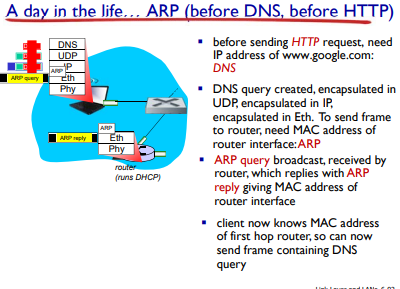 A day in the life… ARP (before DNS, before HTTP)
DNS
UDP
IP
ARP
Eth
Phy
ARP query
ARP
Eth
Phy
ARP reply
router
(runs DHCP)
▪ before sending HTTP request, need
IP address of www.google.com:
DNS
▪ DNS query created, encapsulated in
UDP, encapsulated in IP,
encapsulated in Eth. To send frame
to router, need MAC address of
router interface: ARP
▪ ARP query broadcast, received by
router, which replies with ARP
reply giving MAC address of
router interface
▪ client now knows MAC address
of first hop router, so can now
send frame containing DNS
query